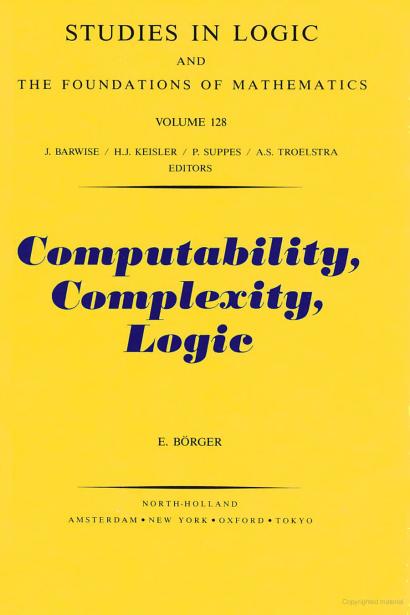 STUDIES IN LOGIC
AND
THE FOUNDATIONS OF MATHEMATICS
VOLUME 128
J. BARWISE / H.J. KEISLER / P. SUPPES / A.S. TROELSTRA
EDITORS
Computability,
Complexity,
Logic
E. BÖRGER
NORTH-HOLLAND
AMSTERDAM • NEW YORK • OXFORD • TOKYO
Copyrighted material